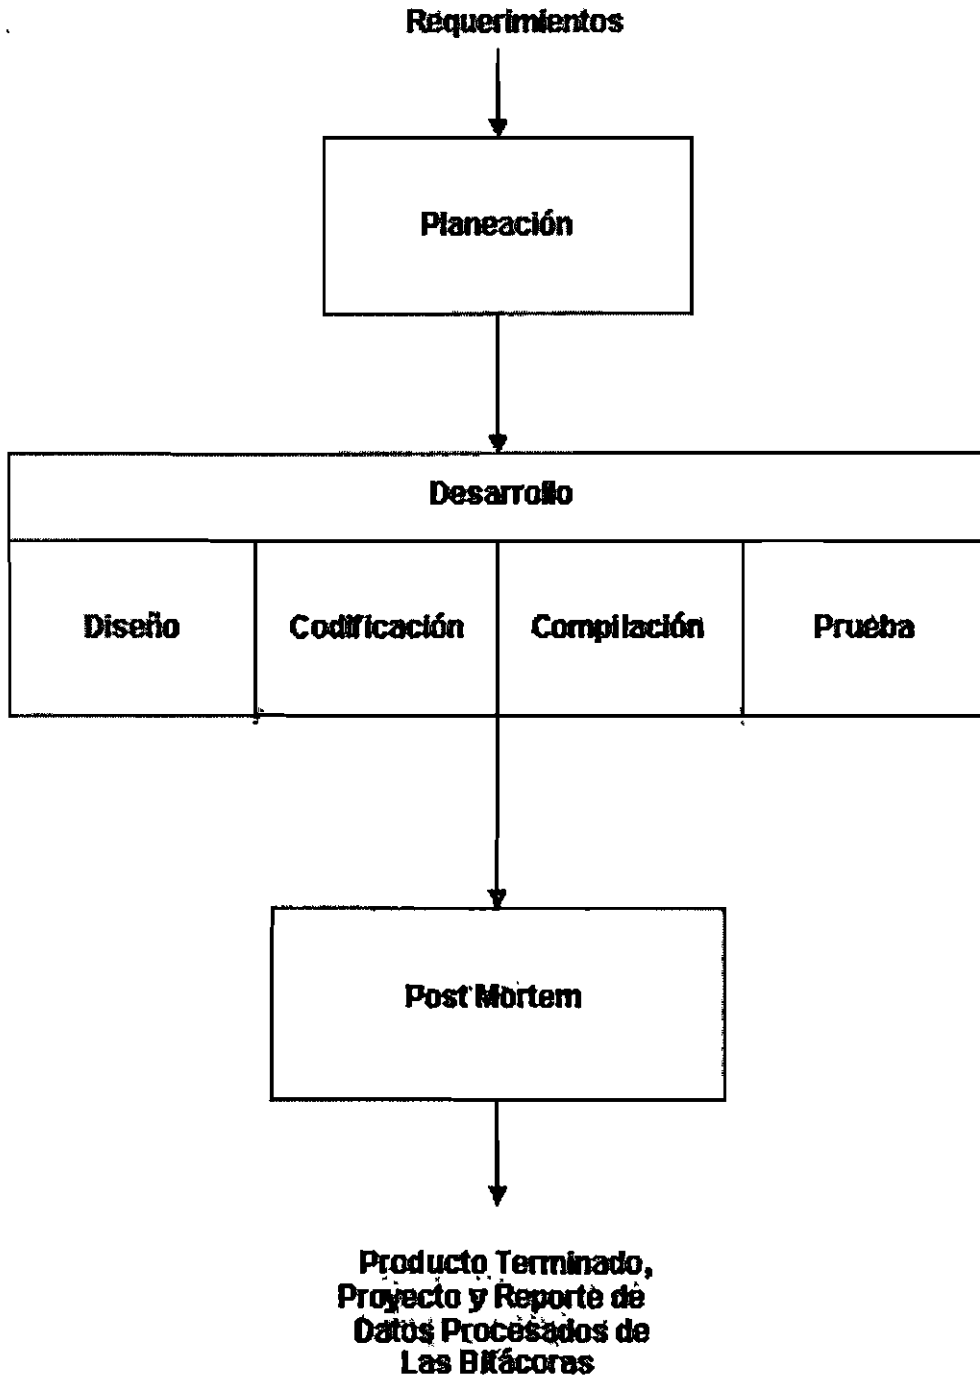 Requerimientos
Planeación
Desarrollo
Diseño
Codificación
Compilación
Prueba
Post Mortem
Producto Terminado,
Proyecto y Reporte de
Datos Procesados de
Las Bitácoras